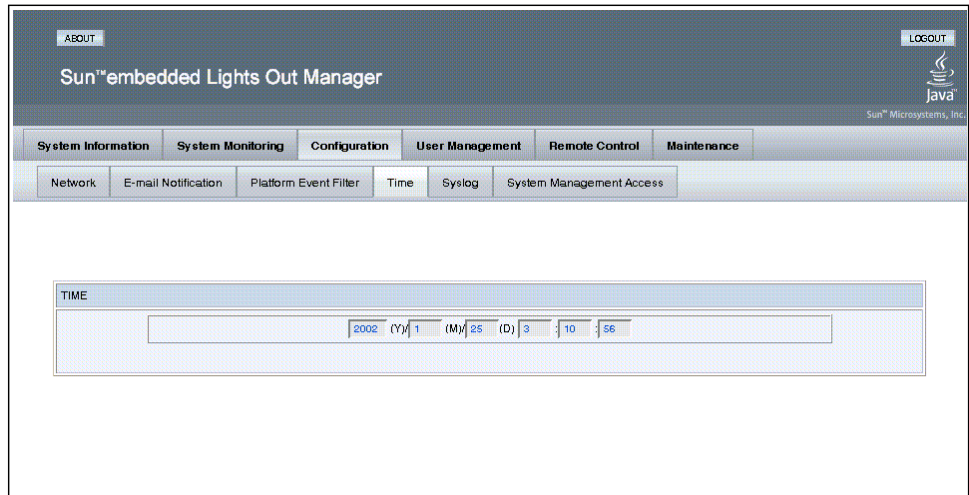 ABOUT
LOGOUT
Sun™embedded Lights Out Manager
Java™
Sun™ Microsystems, Inc.
System Information System Monitoring Configuration User Management Remote Control Maintenance
Network E-mail Notification Platform Event Filter Time Syslog System Management Access
TIME
2002 (Y)/ 1 (M)/ 25 (D) 3 : 10 : 56